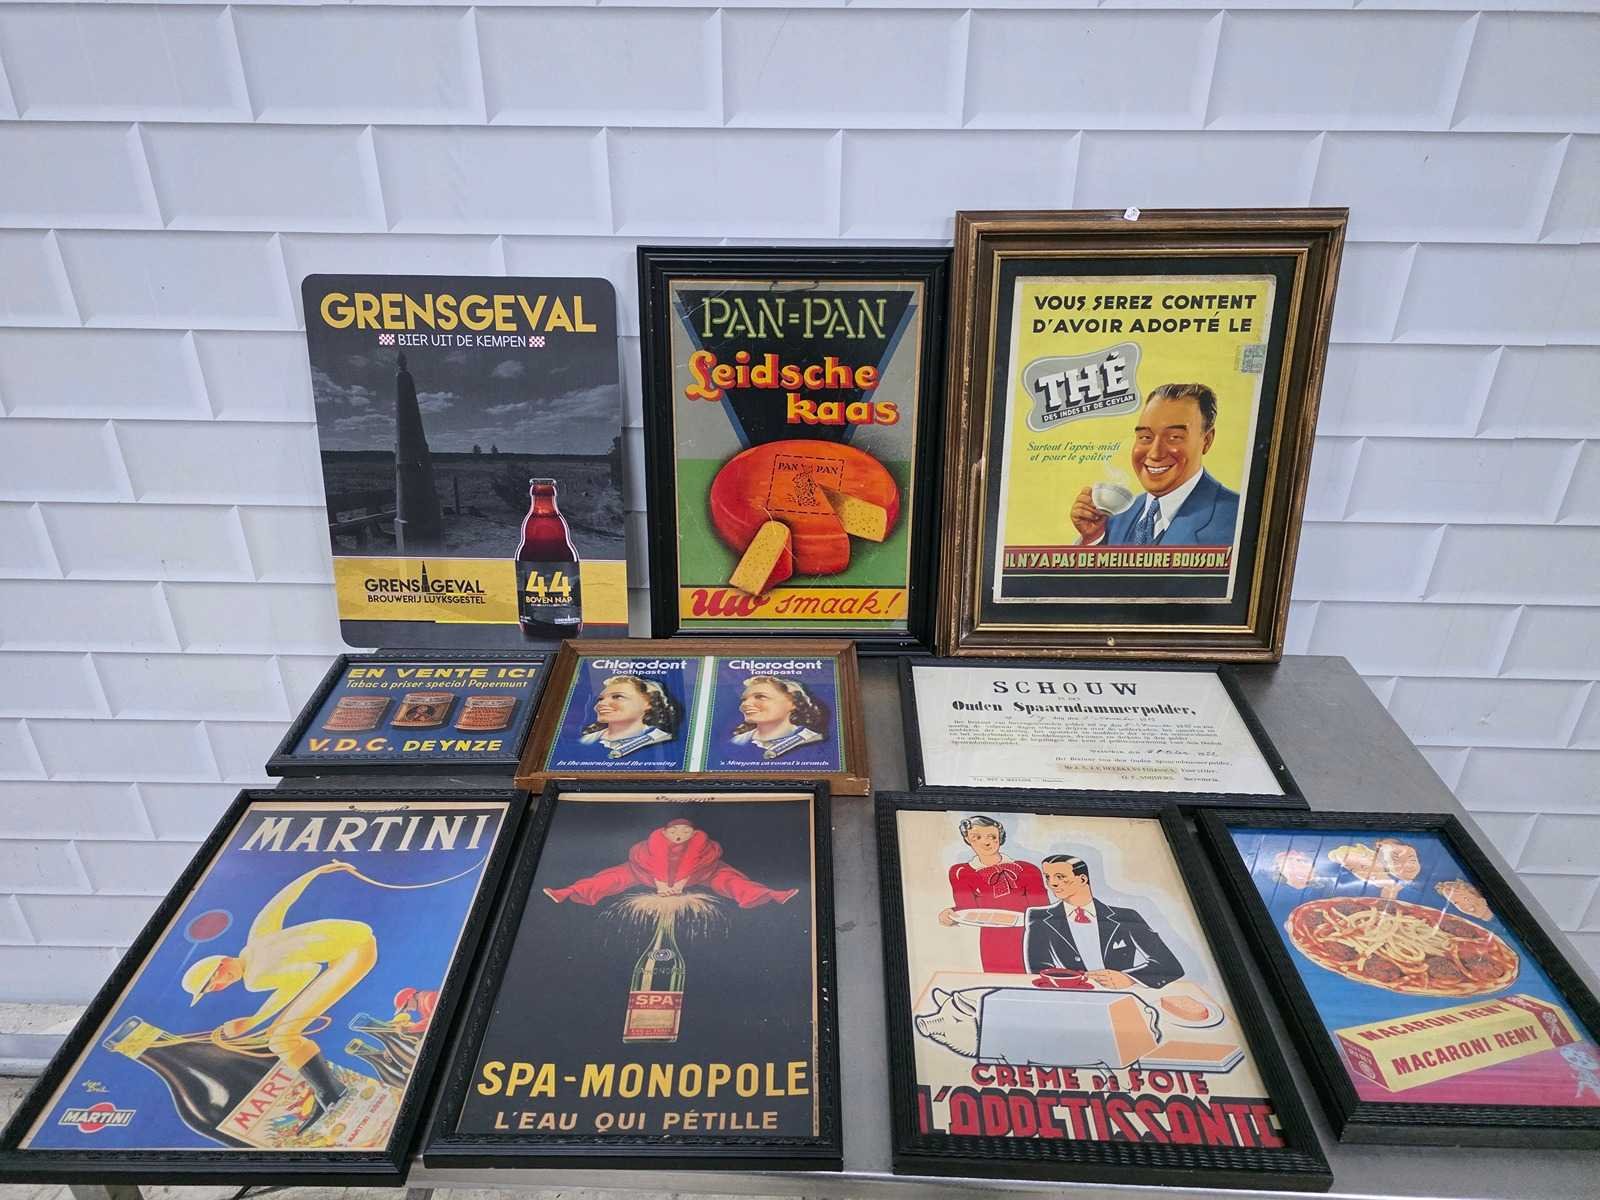 GRENSGEVAL
BIER UIT DE KEMPEN
GRENSGEVAL
BROUWERIJ LUYKSGESTEL
44
BOVEN NAP
PAN=PAN
Leidsche
kaas
PAN PAN
Uw smaak!
VOUS SEREZ CONTENT
D'AVOIR ADOPTÉ LE
THÉ
DES INDES ET DE CEYLAN
Surtout l'après-midi
et pour le goûter
IL N'Y A PAS DE MEILLEURE BOISSON!
EN VENTE ICI
Tabac à priser spécial Pepermunt
V.D.C. DEYNZE
Chlorodont
Toothpaste
In the morning and the evening
Chlorodont
Tandpasta
's Morgens en vooral 's avonds
SCHOUW
Ouden Spaarndammerpolder,
MARTINI
MARTINI
SPA
SPA-MONOPOLE
L'EAU QUI PÉTILLE
CRÈME DE FOIE
L'APPÉTISSANTE
MACARONI REMY
MACARONI REMY